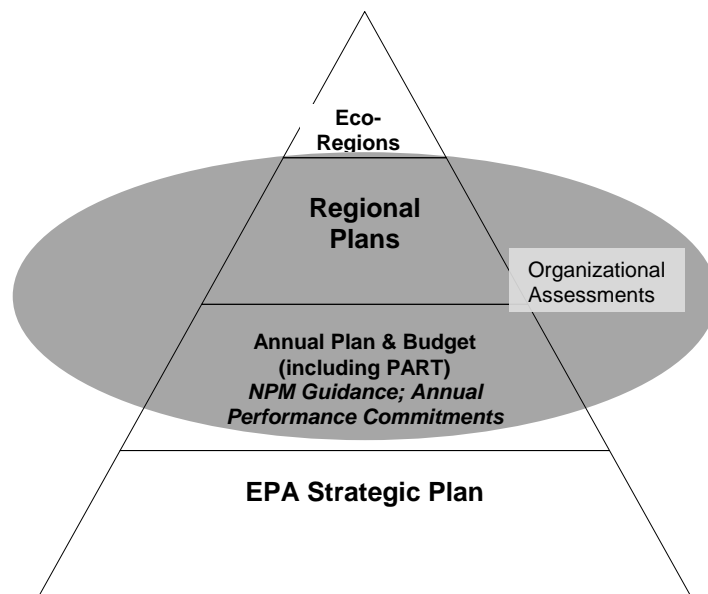 Eco-
Regions
Regional
Plans
Organizational
Assessments
Annual Plan & Budget
(including PART)
NPM Guidance; Annual
Performance Commitments
EPA Strategic Plan